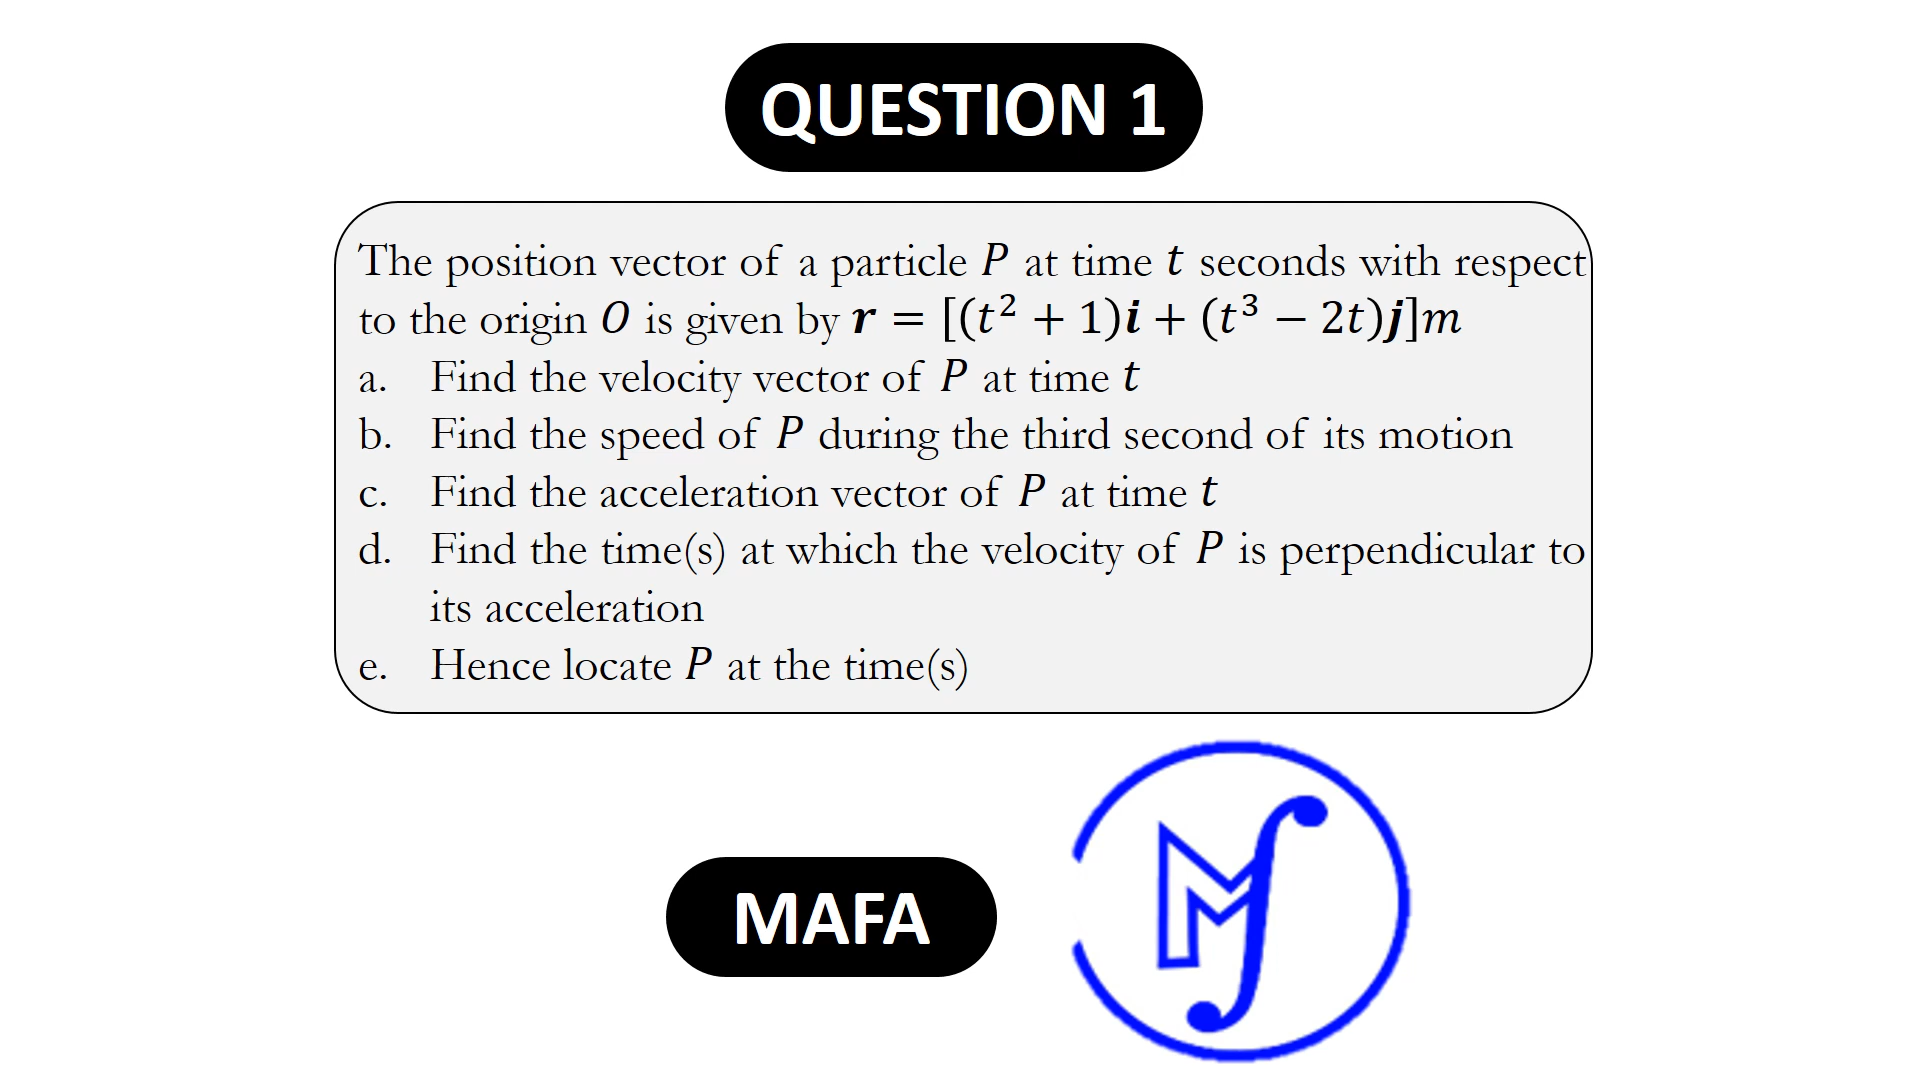 QUESTION 1
The position vector of a particle 𝑃 at time 𝑡 seconds with respect
to the origin 𝑂 is given by 𝒓 = [(𝑡² + 1)𝒊 + (𝑡³ − 2𝑡)𝒋]𝑚
a. Find the velocity vector of 𝑃 at time 𝑡
b. Find the speed of 𝑃 during the third second of its motion
c. Find the acceleration vector of 𝑃 at time 𝑡
d. Find the time(s) at which the velocity of 𝑃 is perpendicular to
its acceleration
e. Hence locate 𝑃 at the time(s)
MAFA